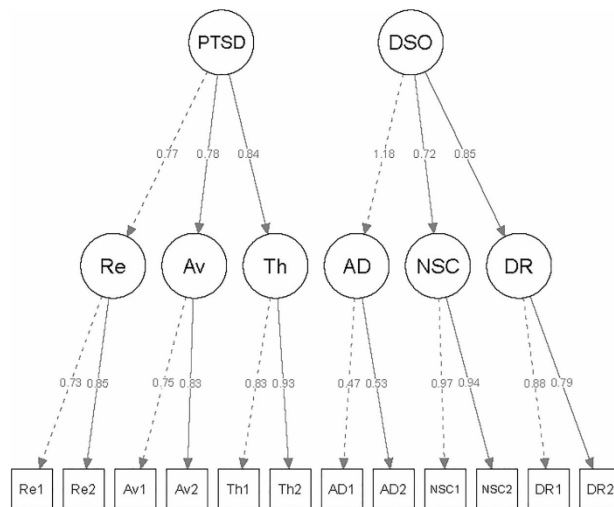 PTSD DSO
0.77 0.78 0.84 1.18 0.72 0.85
Re Av Th AD NSC DR
0.73 0.85 0.75 0.83 0.83 0.93 0.47 0.53 0.97 0.94 0.88 0.79
Re1 Re2 Av1 Av2 Th1 Th2 AD1 AD2 NSC1 NSC2 DR1 DR2